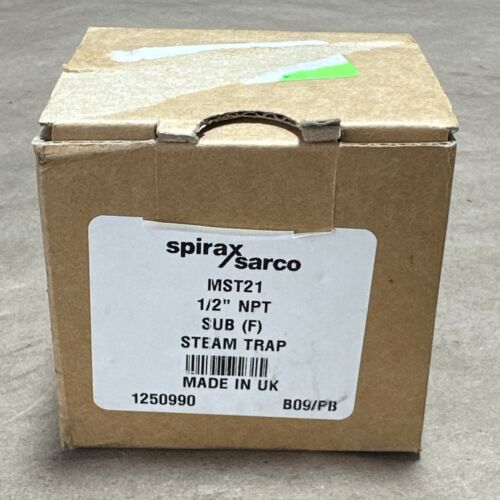 spirax
sarco
MST21
1/2" NPT
SUB (F)
STEAM TRAP
MADE IN UK
1250990 B09/PB